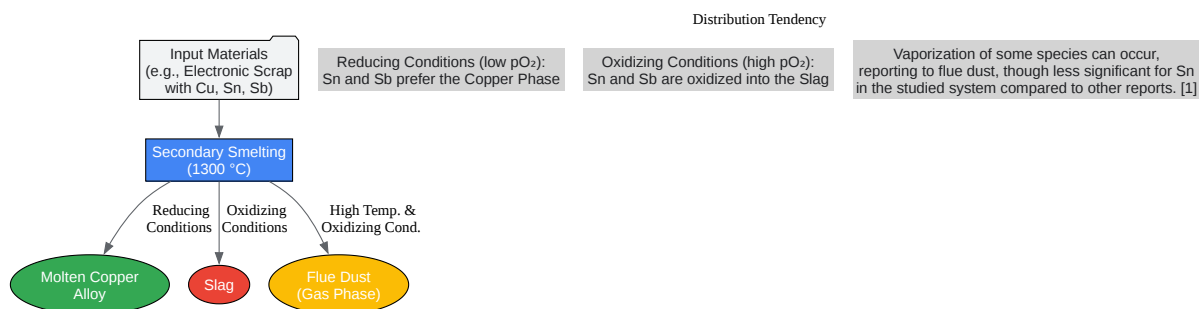 Distribution Tendency
Input Materials
(e.g., Electronic Scrap
with Cu, Sn, Sb)
Reducing Conditions (low pO₂):
Sn and Sb prefer the Copper Phase
Oxidizing Conditions (high pO₂):
Sn and Sb are oxidized into the Slag
Vaporization of some species can occur,
reporting to flue dust, though less significant for Sn
in the studied system compared to other reports. [1]
Secondary Smelting
(1300 °C)
Reducing
Conditions
Oxidizing
Conditions
High Temp. &
Oxidizing Cond.
Molten Copper
Alloy
Slag
Flue Dust
(Gas Phase)